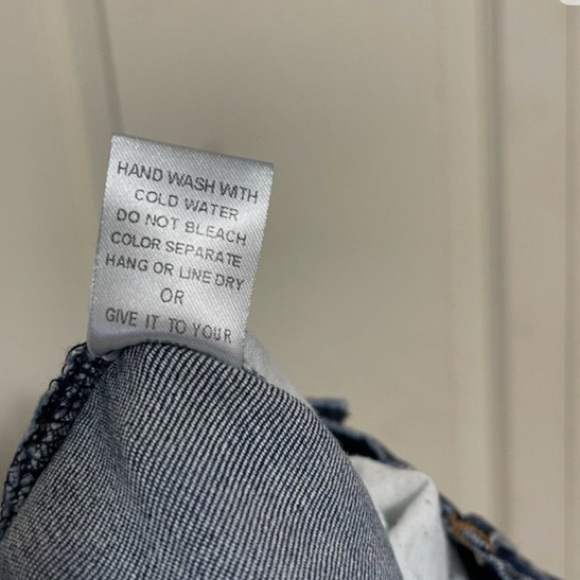 HAND WASH WITH
COLD WATER
DO NOT BLEACH
COLOR SEPARATE
HANG OR LINE DRY
OR
GIVE IT TO YOUR